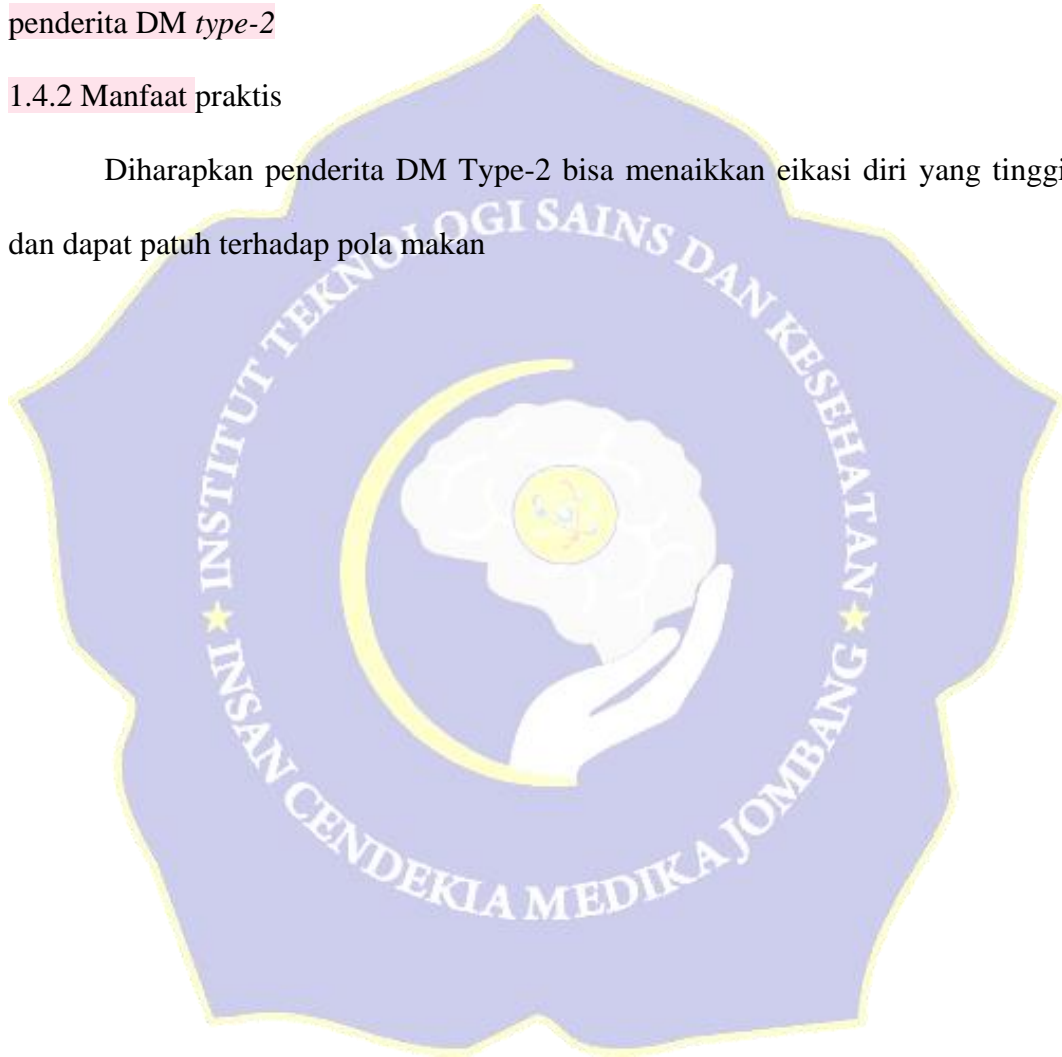 penderita DM type-2
1.4.2 Manfaat praktis
Diharapkan penderita DM Type-2 bisa menaikkan eikasi diri yang tinggi
dan dapat patuh terhadap pola makan
INSTITUT TEKNOLOGI SAINS DAN KESEHATAN
INSAN CENDEKIA MEDIKA JOMBANG